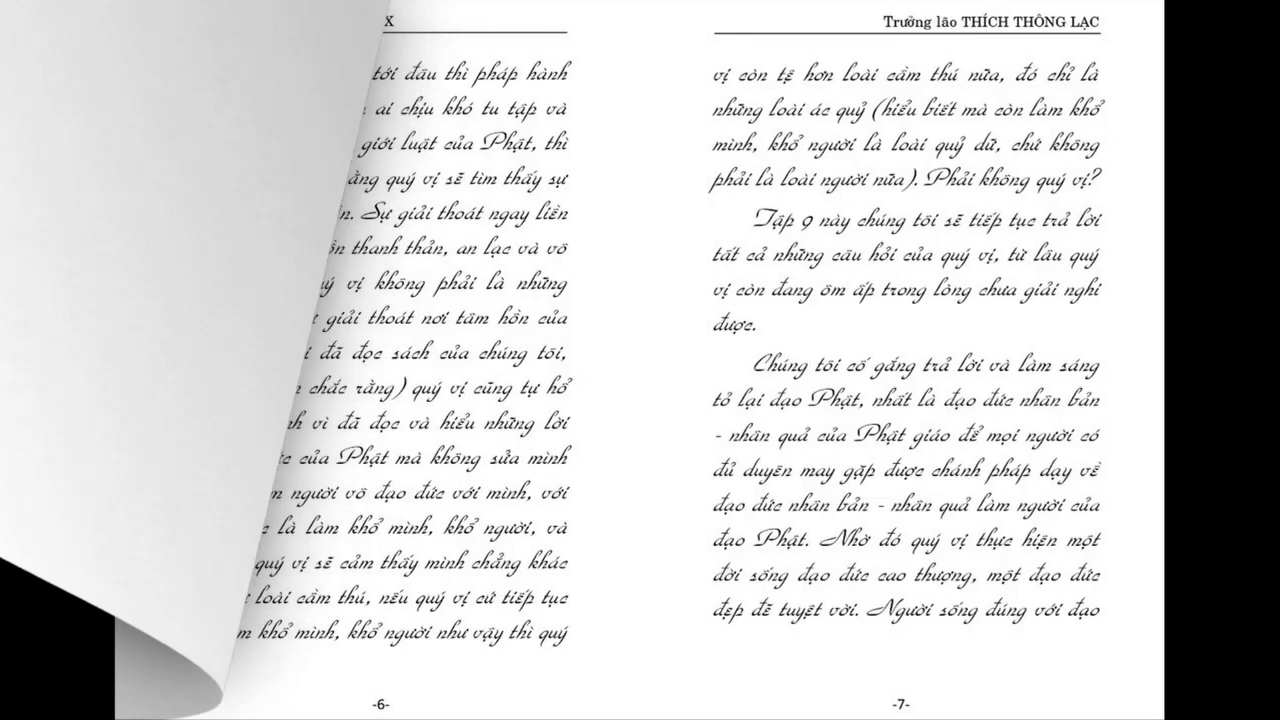 X
tới đâu thì pháp hành
ai chịu khó tu tập và
giới luật của Phật, thì
quý vị sẽ tìm thấy sự
Sự giải thoát ngay liền
thanh thản, an lạc và vô
vị không phải là những
giải thoát nơi tâm hồn của
đã đọc sách của chúng tôi,
chắc rằng) quý vị cũng tự hổ
vì đã đọc và hiểu những lời
của Phật mà không sửa mình
người vô đạo đức với mình, với
là làm khổ mình, khổ người, và
quý vị sẽ cảm thấy mình chẳng khác
loài cầm thú, nếu quý vị cứ tiếp tục
khổ mình, khổ người như vậy thì quý
-6-
Trưởng lão THÍCH THÔNG LẠC
vị còn tệ hơn loài cầm thú nữa, đó chỉ là
những loài ác quỷ (hiểu biết mà còn làm khổ
mình, khổ người là loài quỷ dữ, chứ không
phải là loài người nữa). Phải không quý vị?
Tập 9 này chúng tôi sẽ tiếp tục trả lời
tất cả những câu hỏi của quý vị, từ lâu quý
vị còn đang ôm ấp trong lòng chưa giải nghi
được.
Chúng tôi cố gắng trả lời và làm sáng
tỏ lại đạo Phật, nhất là đạo đức nhân bản
- nhân quả của Phật giáo để mọi người có
đủ duyên may gặp được chánh pháp dạy về
đạo đức nhân bản - nhân quả làm người của
đạo Phật. Nhờ đó quý vị thực hiện một
đời sống đạo đức cao thượng, một đạo đức
đẹp đẽ tuyệt vời. Người sống đúng với đạo
-7-